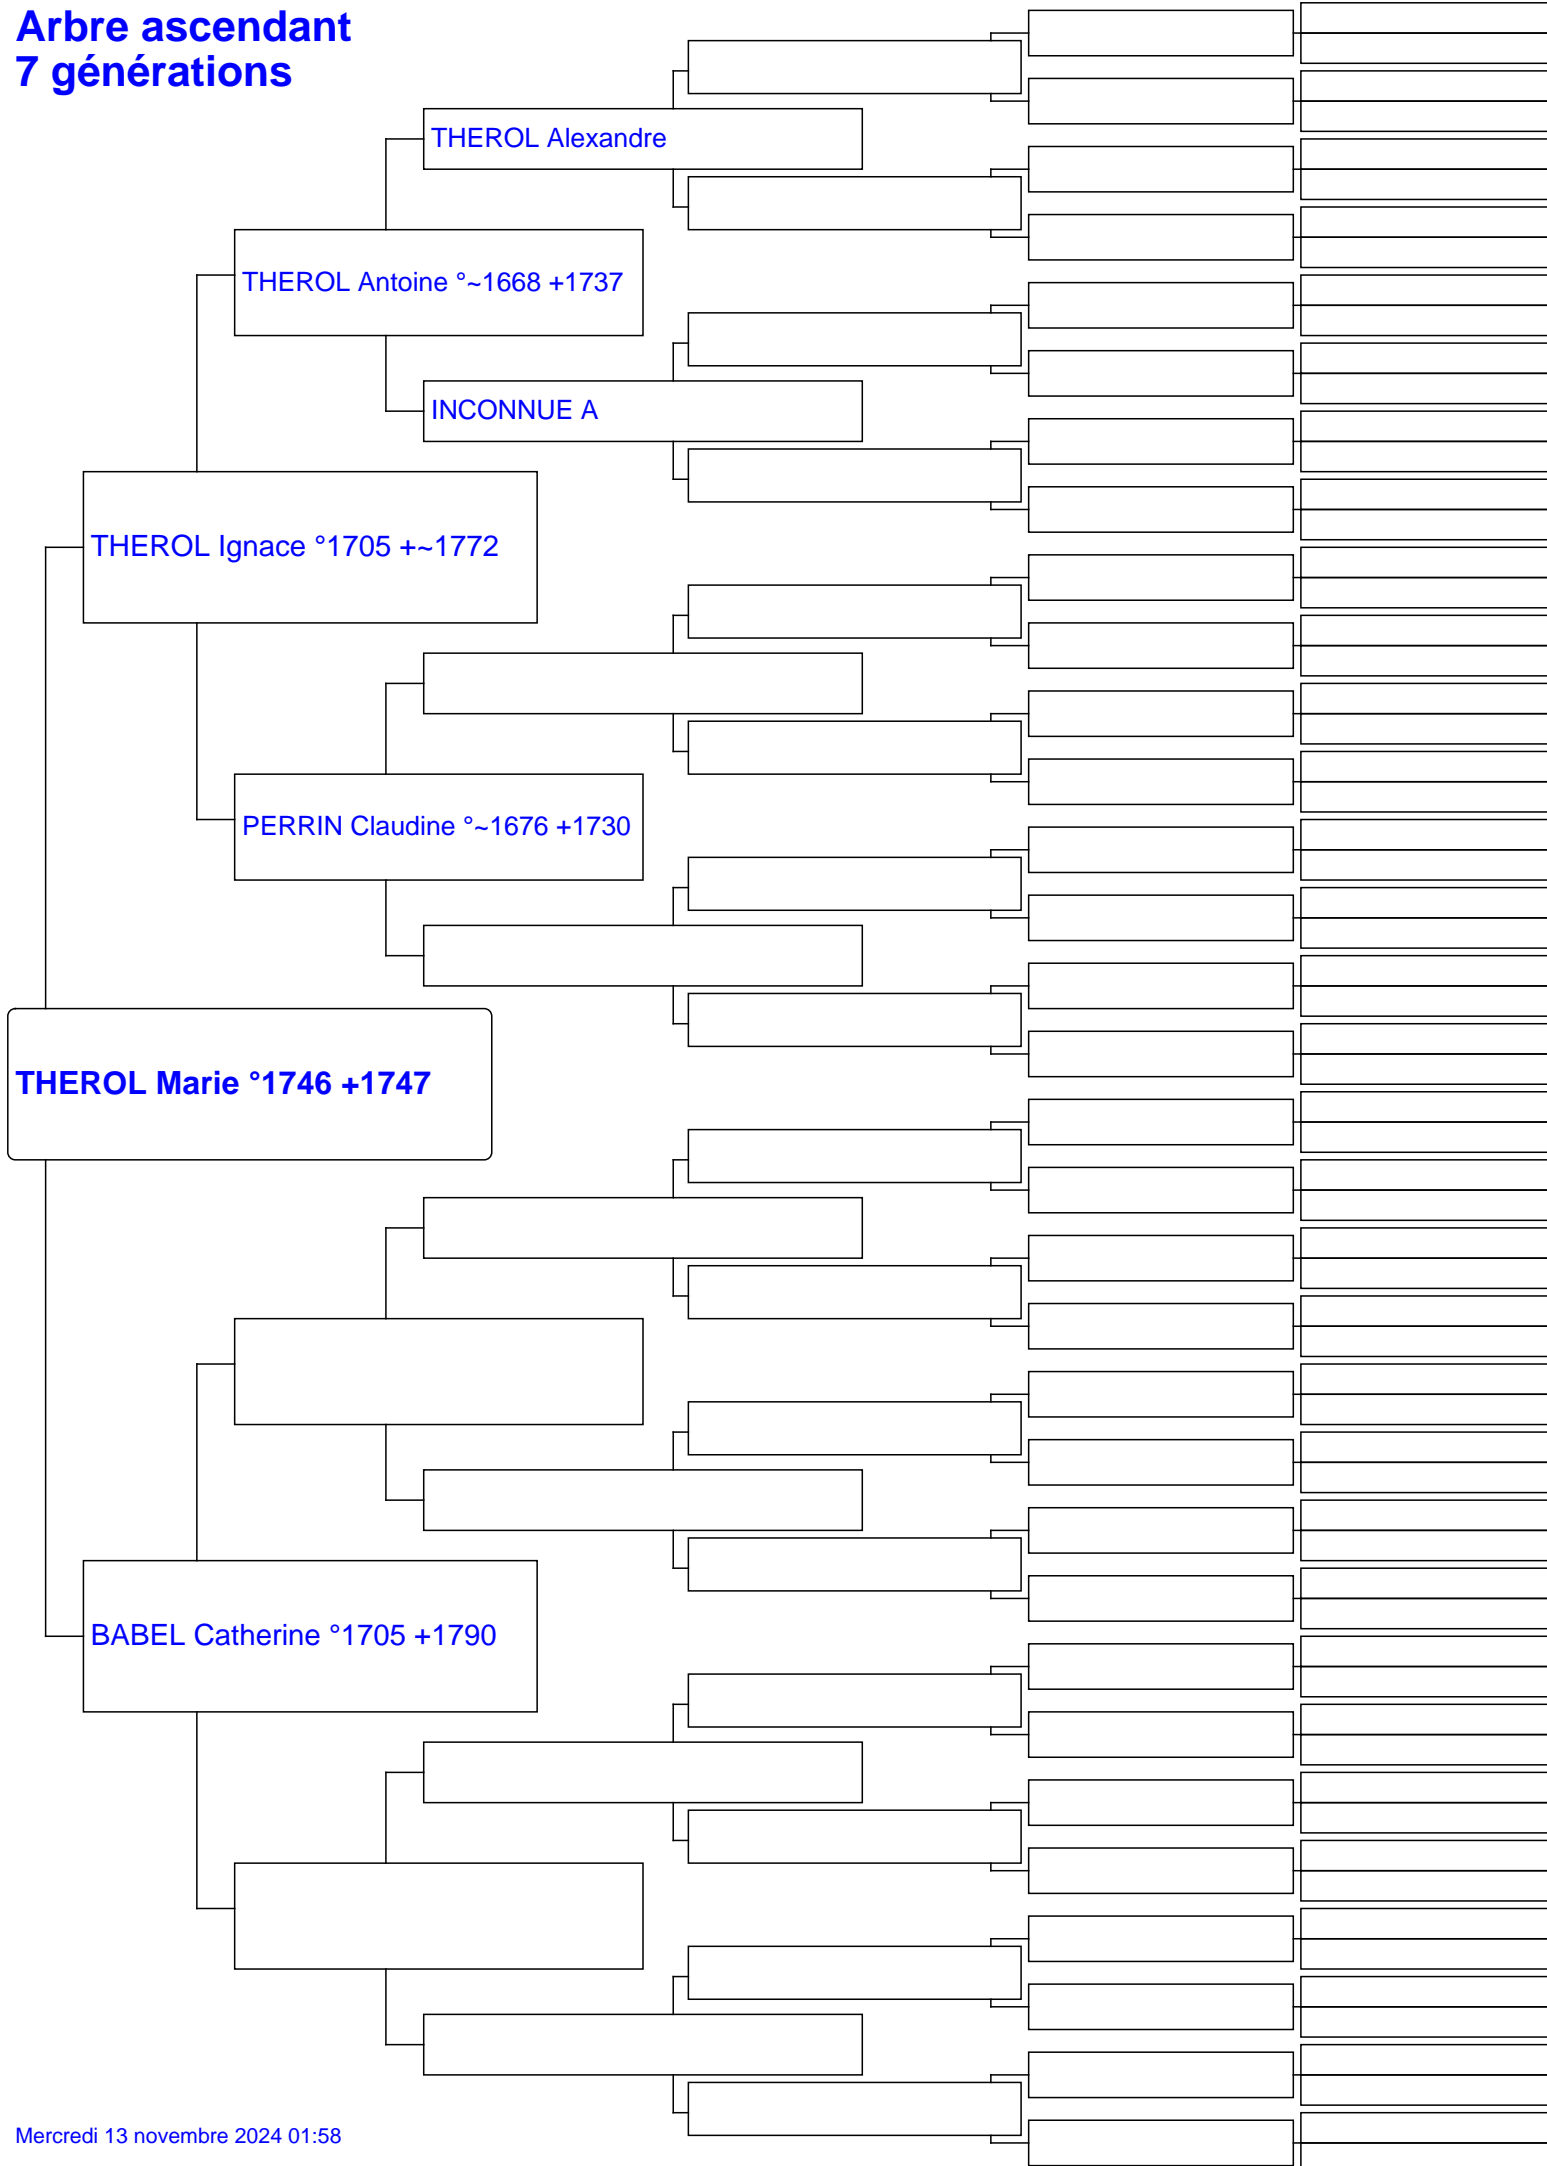 Arbre ascendant
7 générations
THEROL Alexandre
THEROL Antoine °~1668 +1737
INCONNUE A
THEROL Ignace °1705 +~1772
PERRIN Claudine °~1676 +1730
THEROL Marie °1746 +1747
BABEL Catherine °1705 +1790
Mercredi 13 novembre 2024 01:58